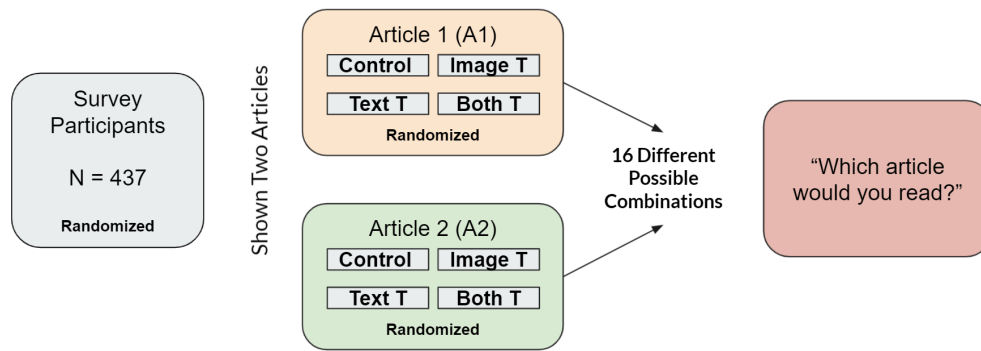 Survey
Participants
N = 437
Randomized
Shown Two Articles
Article 1 (A1)
Control
Image T
Text T
Both T
Randomized
Article 2 (A2)
Control
Image T
Text T
Both T
Randomized
16 Different
Possible
Combinations
“Which article
would you read?”